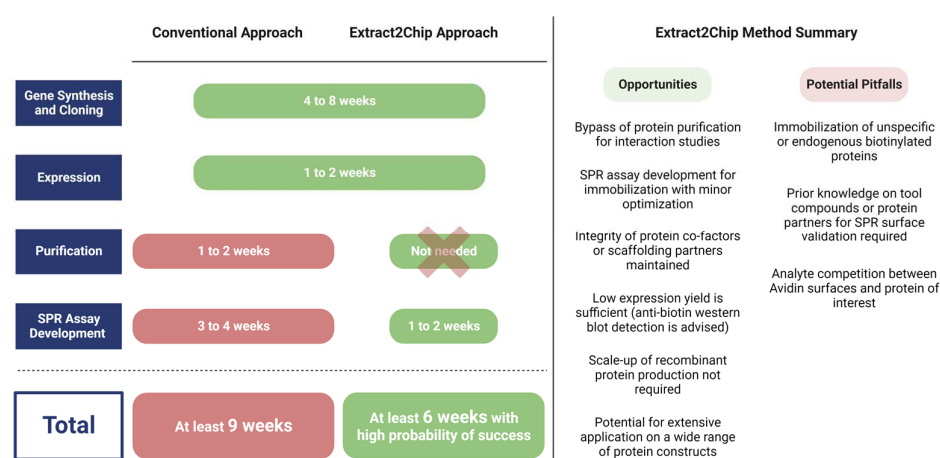 Conventional Approach
Extract2Chip Approach
Gene Synthesis
and Cloning
4 to 8 weeks
Expression
1 to 2 weeks
Purification
1 to 2 weeks
Not needed
SPR Assay
Development
3 to 4 weeks
1 to 2 weeks
Total
At least 9 weeks
At least 6 weeks with
high probability of success
Extract2Chip Method Summary
Opportunities
Bypass of protein purification
for interaction studies
SPR assay development for
immobilization with minor
optimization
Integrity of protein co-factors
or scaffolding partners
maintained
Low expression yield is
sufficient (anti-biotin western
blot detection is advised)
Scale-up of recombinant
protein production not
required
Potential for extensive
application on a wide range
of protein constructs
Potential Pitfalls
Immobilization of unspecific
or endogenous biotinylated
proteins
Prior knowledge on tool
compounds or protein
partners for SPR surface
validation required
Analyte competition between
Avidin surfaces and protein of
interest